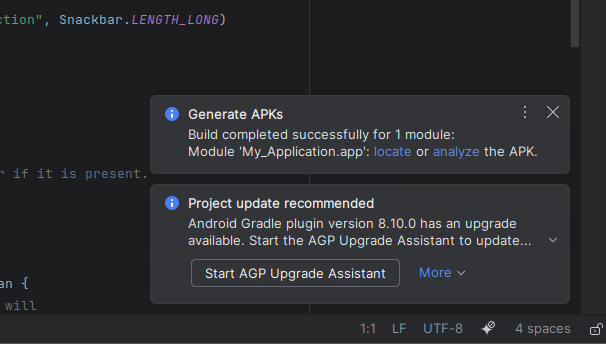 ction", Snackbar.LENGTH_LONG)
Generate APKs
Build completed successfully for 1 module:
Module 'My_Application.app': locate or analyze the APK.
r if it is present.
Project update recommended
Android Gradle plugin version 8.10.0 has an upgrade
available. Start the AGP Upgrade Assistant to update...
Start AGP Upgrade Assistant
More
an {
will
1:1 LF UTF-8 4 spaces